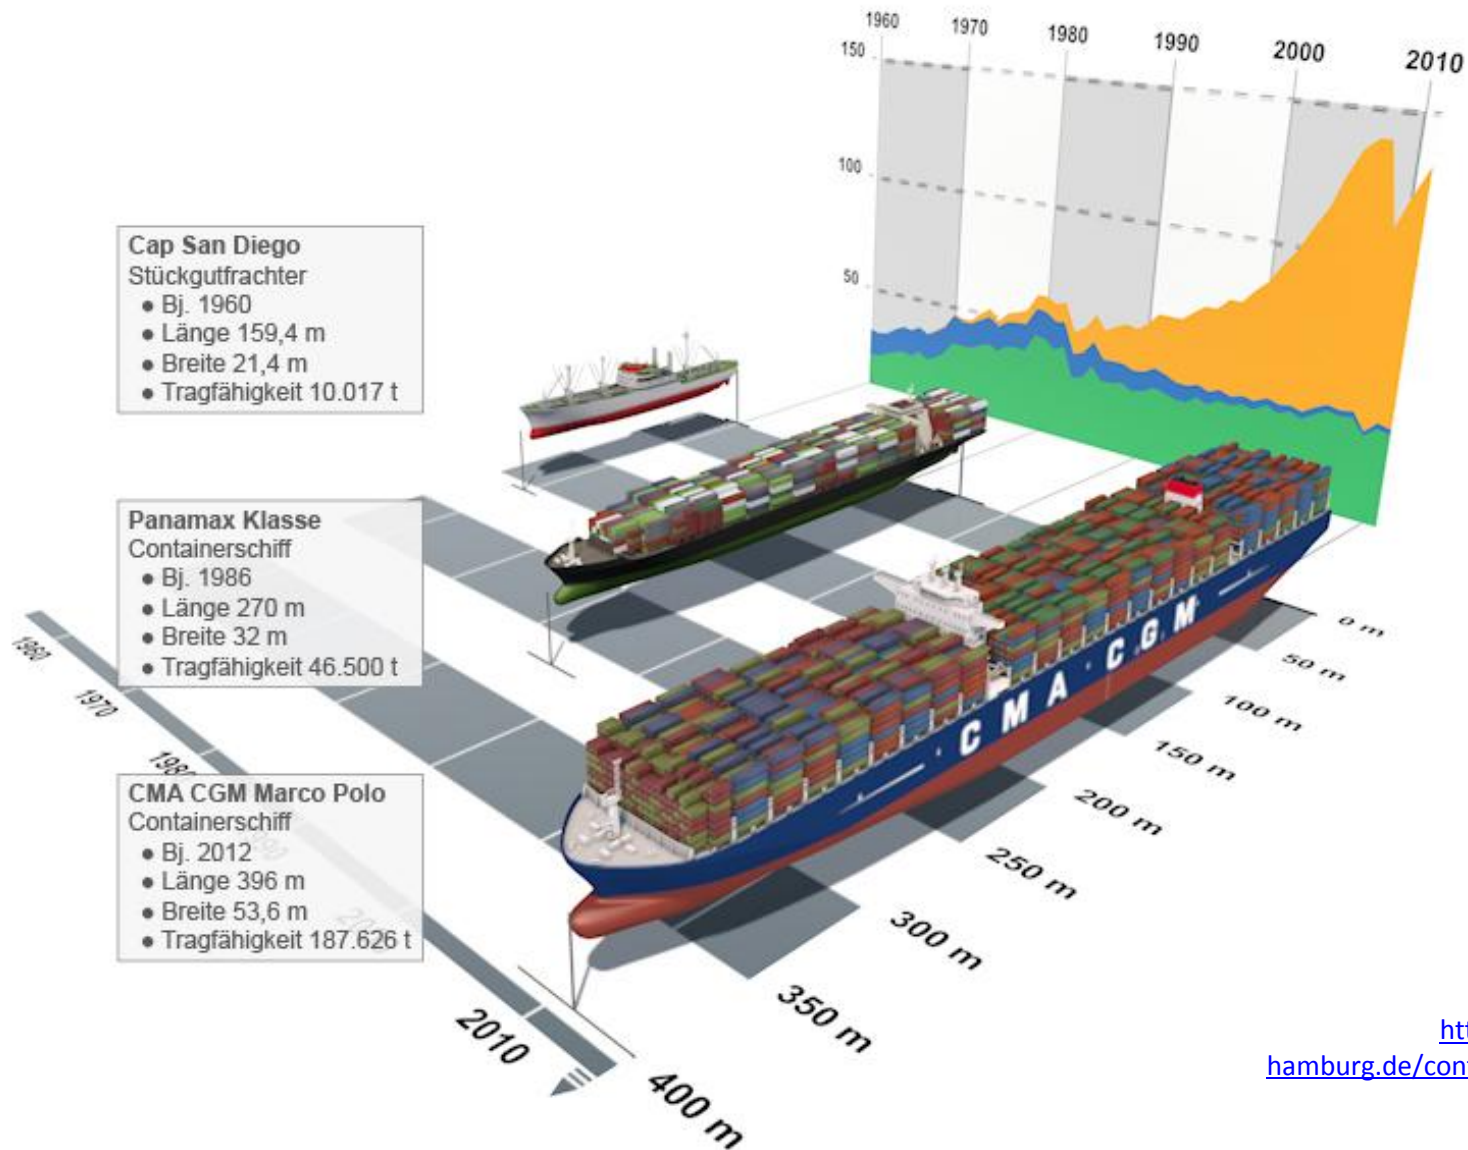 1960 1970 1980 1990 2000 2010
150
100
50
Cap San Diego
Stückgutfrachter
● Bj. 1960
● Länge 159,4 m
● Breite 21,4 m
● Tragfähigkeit 10.017 t
Panamax Klasse
Containerschiff
● Bj. 1986
● Länge 270 m
● Breite 32 m
● Tragfähigkeit 46.500 t
CMA CGM Marco Polo
Containerschiff
● Bj. 2012
● Länge 396 m
● Breite 53,6 m
● Tragfähigkeit 187.626 t
CMA CGM
0 m
50 m
100 m
150 m
200 m
250 m
300 m
350 m
400 m
1960
1970
1980
2010
htt
hamburg.de/con